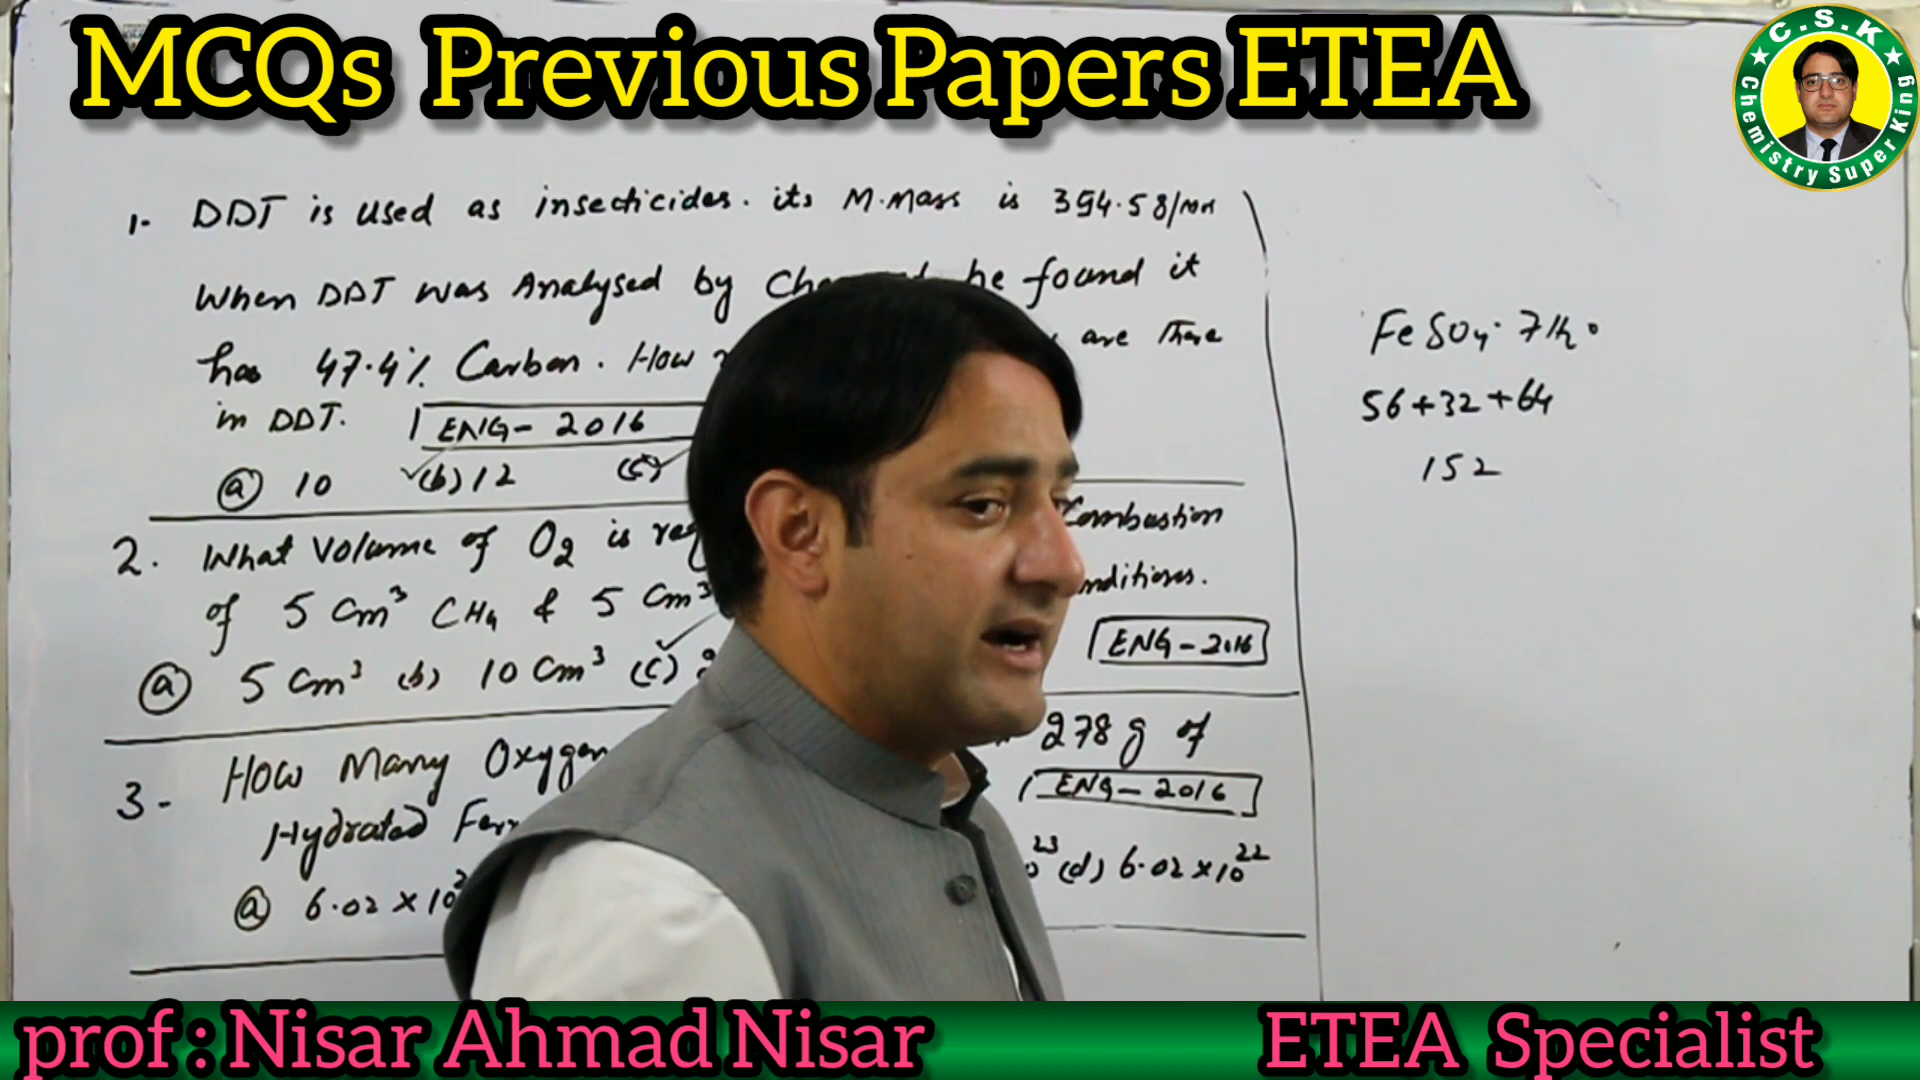 MCQs Previous Papers ETEA
C.S.K
Chemistry Super King
1- DDT is used as insecticides. its M.Mass is 354.58/mol
When DDT was Analysed by he found it
has 47.4% Carbon. How are There
in DDT. ENG-2016
(a) 10 (b) 12 (c)
2. What Volume of O2 is Combustion
of 5 Cm³ CH4 & 5 Cm³
(a) 5 Cm³ (b) 10 Cm³ (c)
ENG-2016
3- How Many Oxygen 278 g of
Hydrated ENG-2016
(a) 6.02 × 10 (d) 6.02 × 10²²
FeSO4. 7H2O
56+32+64
152
prof : Nisar Ahmad Nisar
ETEA Specialist